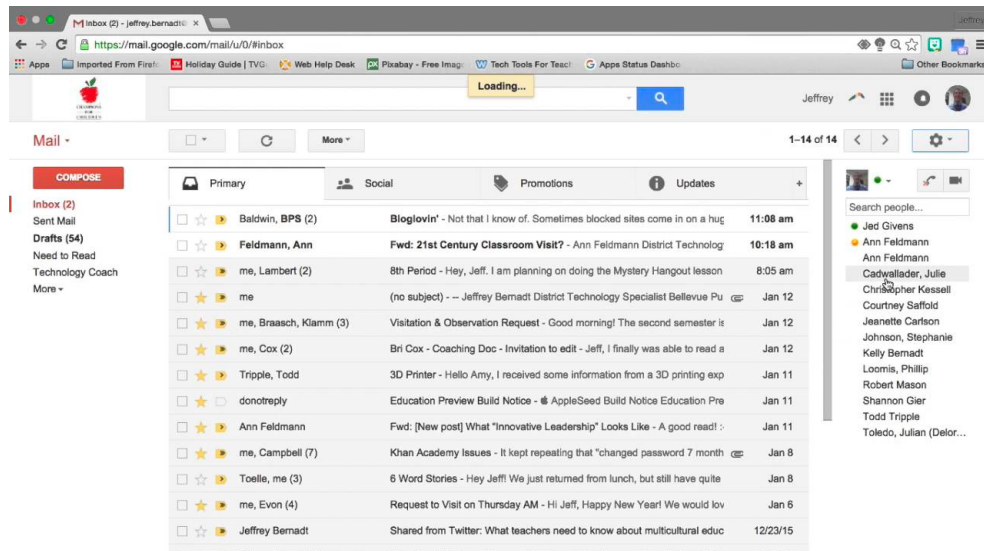 Inbox (2) - jeffrey.bernadt
Jeffrey
https://mail.google.com/mail/u/0/#inbox
Apps Imported From Firefo Holiday Guide | TVG Web Help Desk Pixabay - Free Image Tech Tools For Teach Apps Status Dashbo Other Bookmarks
CHAMPIONS
FOR
CHILDREN
Loading...
Jeffrey
Mail
More
1–14 of 14
COMPOSE
Inbox (2)
Sent Mail
Drafts (54)
Need to Read
Technology Coach
More
Primary Social Promotions Updates +
Baldwin, BPS (2) Bloglovin' - Not that I know of. Sometimes blocked sites come in on a hug 11:08 am
Feldmann, Ann Fwd: 21st Century Classroom Visit? - Ann Feldmann District Technolog 10:18 am
me, Lambert (2) 8th Period - Hey, Jeff. I am planning on doing the Mystery Hangout lesson 8:05 am
me (no subject) - -- Jeffrey Bernadt District Technology Specialist Bellevue Pu Jan 12
me, Braasch, Klamm (3) Visitation & Observation Request - Good morning! The second semester is Jan 12
me, Cox (2) Bri Cox - Coaching Doc - Invitation to edit - Jeff, I finally was able to read a Jan 12
Tripple, Todd 3D Printer - Hello Amy, I received some information from a 3D printing exp Jan 11
donotreply Education Preview Build Notice - AppleSeed Build Notice Education Pre Jan 11
Ann Feldmann Fwd: [New post] What "Innovative Leadership" Looks Like - A good read! :- Jan 11
me, Campbell (7) Khan Academy Issues - It kept repeating that "changed password 7 month Jan 8
Toelle, me (3) 6 Word Stories - Hey Jeff! We just returned from lunch, but still have quite Jan 8
me, Evon (4) Request to Visit on Thursday AM - Hi Jeff, Happy New Year! We would lov Jan 6
Jeffrey Bernadt Shared from Twitter: What teachers need to know about multicultural educ 12/23/15
Search people...
Jed Givens
Ann Feldmann
Ann Feldmann
Cadwallader, Julie
Christopher Kessell
Courtney Saffold
Jeanette Carlson
Johnson, Stephanie
Kelly Bernadt
Loomis, Phillip
Robert Mason
Shannon Gier
Todd Tripple
Toledo, Julian (Delor...